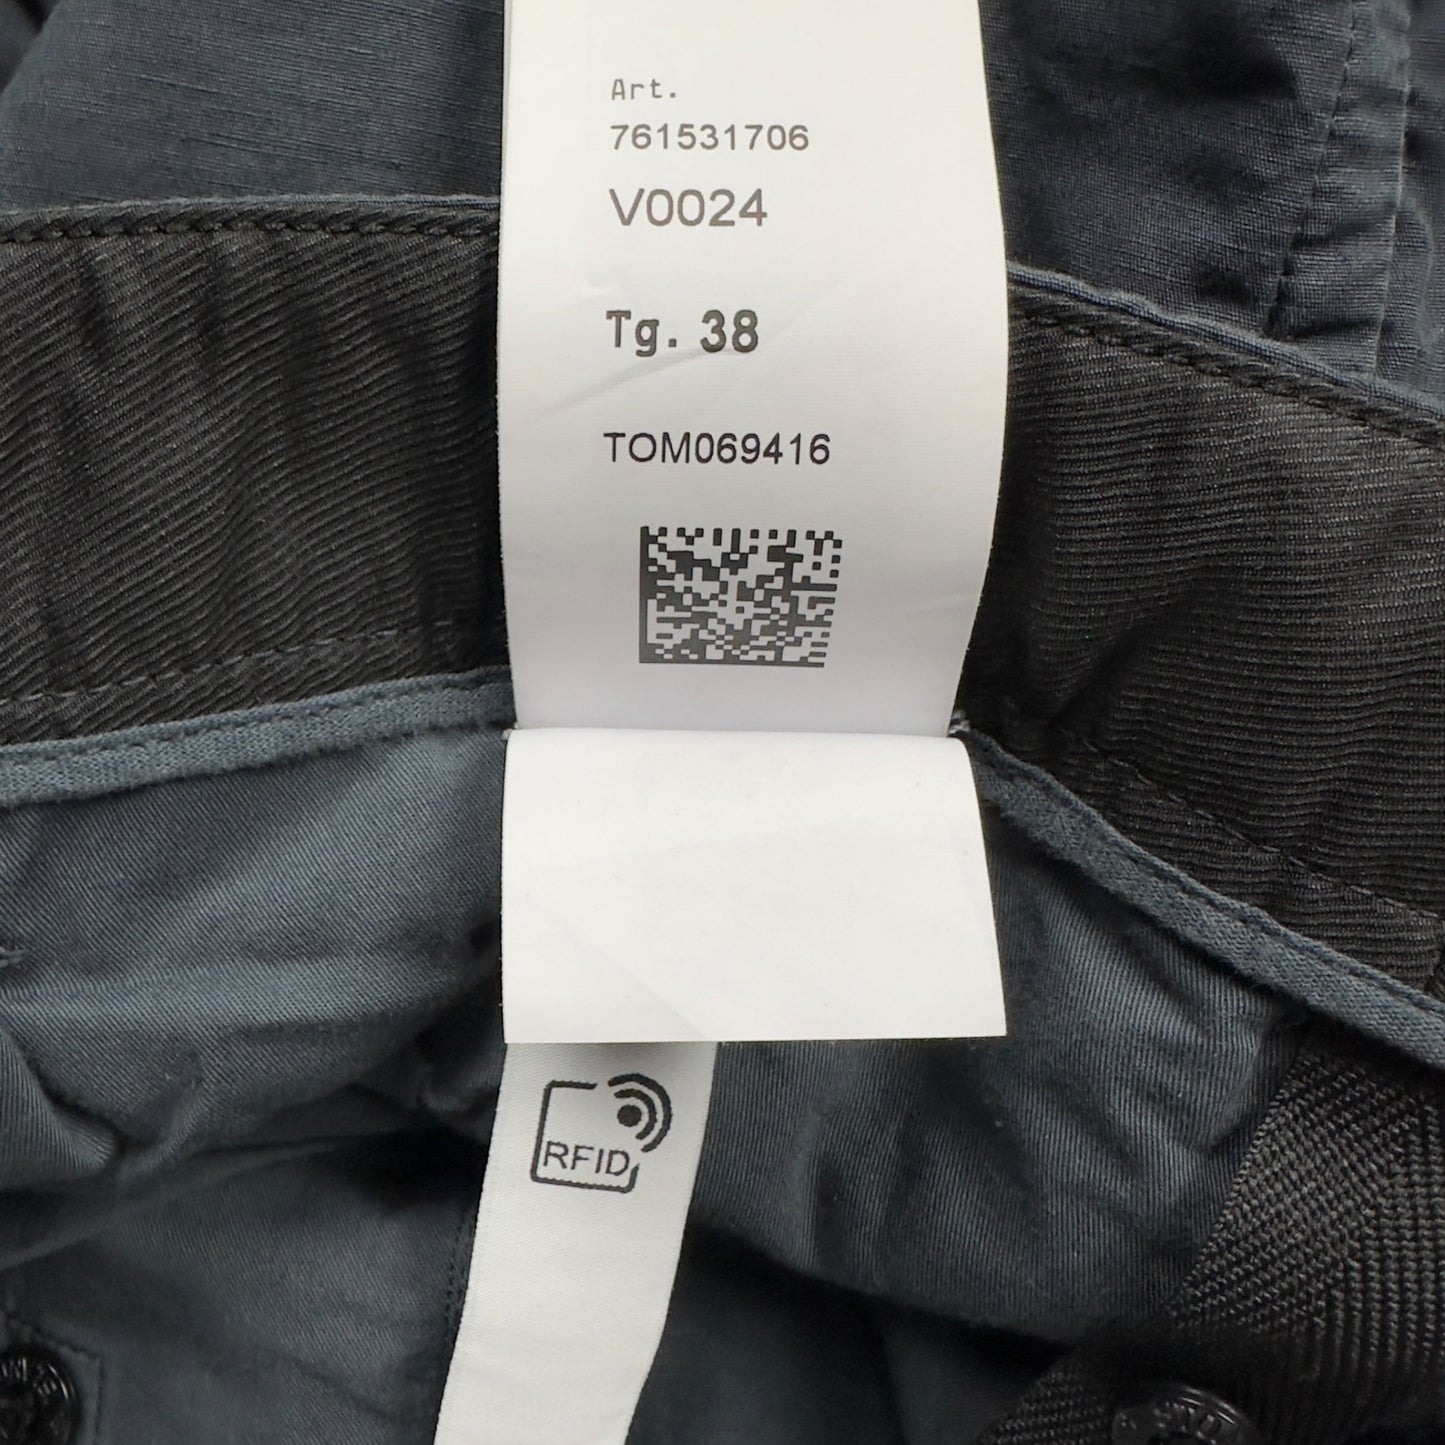 Art.
761531706
V0024
Tg. 38
TOM069416
RFID